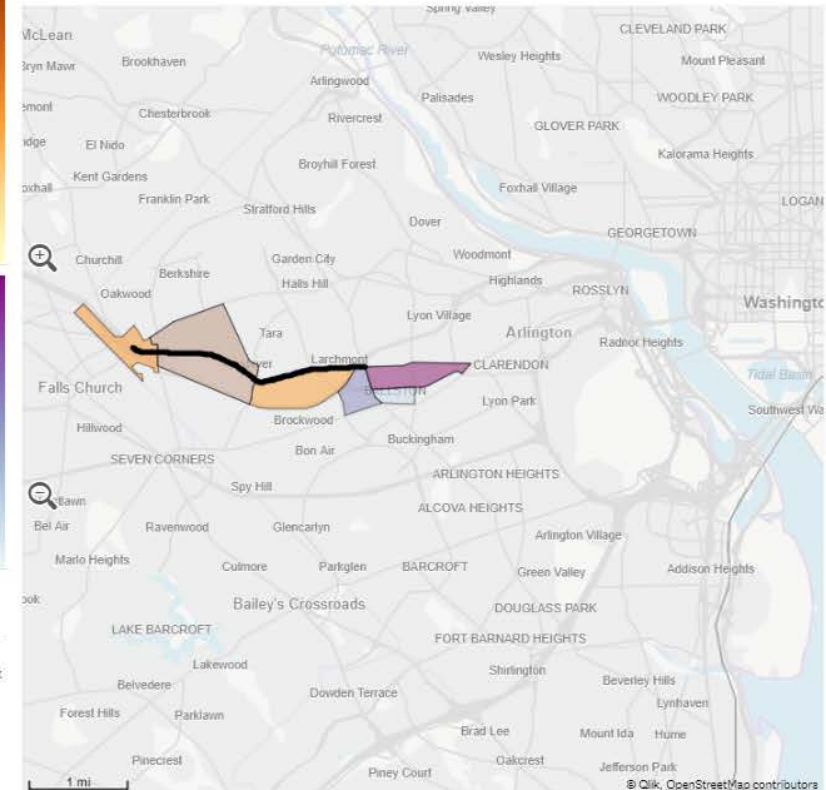 Spring Valley
McLean
CLEVELAND PARK
Bryn Mawr
Brookhaven
Potomac River
Wesley Heights
Mount Pleasant
Arlingwood
Palisades
WOODLEY PARK
Chesterbrook
Rivercrest
GLOVER PARK
El Nido
Kalorama Heights
Broyhill Forest
Kent Gardens
Foxhall Village
Franklin Park
LOGAN
Stratford Hills
Dover
GEORGETOWN
Churchill
Garden City
Woodmont
Berkshire
Halls Hill
Highlands
Oakwood
ROSSLYN
Washingto
Lyon Village
Tara
Arlington
Radnor Heights
ver
Larchmont
CLARENDON
Tidal Basin
Falls Church
BALLSTON
Lyon Park
Southwest Wa
Hillwood
Brockwood
Buckingham
Bon Air
SEVEN CORNERS
ARLINGTON HEIGHTS
Spy Hill
ALCOVA HEIGHTS
Bel Air
Ravenwood
Glencarlyn
Arlington Village
Marlo Heights
Culmore
Parkglen
BARCROFT
Green Valley
Addison Heights
Bailey's Crossroads
DOUGLASS PARK
LAKE BARCROFT
FORT BARNARD HEIGHTS
Lakewood
Shirlington
Beverley Hills
Belvedere
Dowden Terrace
Lynhaven
Forest Hills
Parklawn
Brad Lee
Mount Ida
Hume
Pinecrest
Oakcrest
Jefferson Park
Piney Court
1 mi
© Qlik, OpenStreetMap contributors